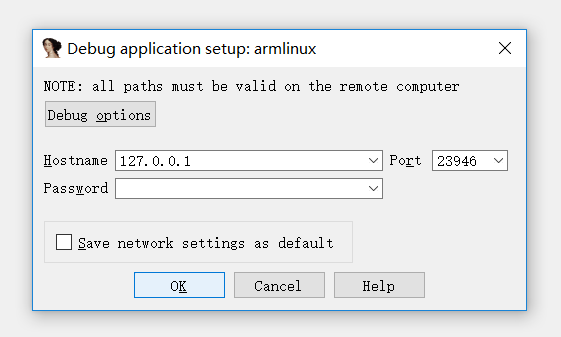 Debug application setup: armlinux
NOTE: all paths must be valid on the remote computer
Debug options
Hostname 127.0.0.1 Port 23946
Password
Save network settings as default
OK Cancel Help